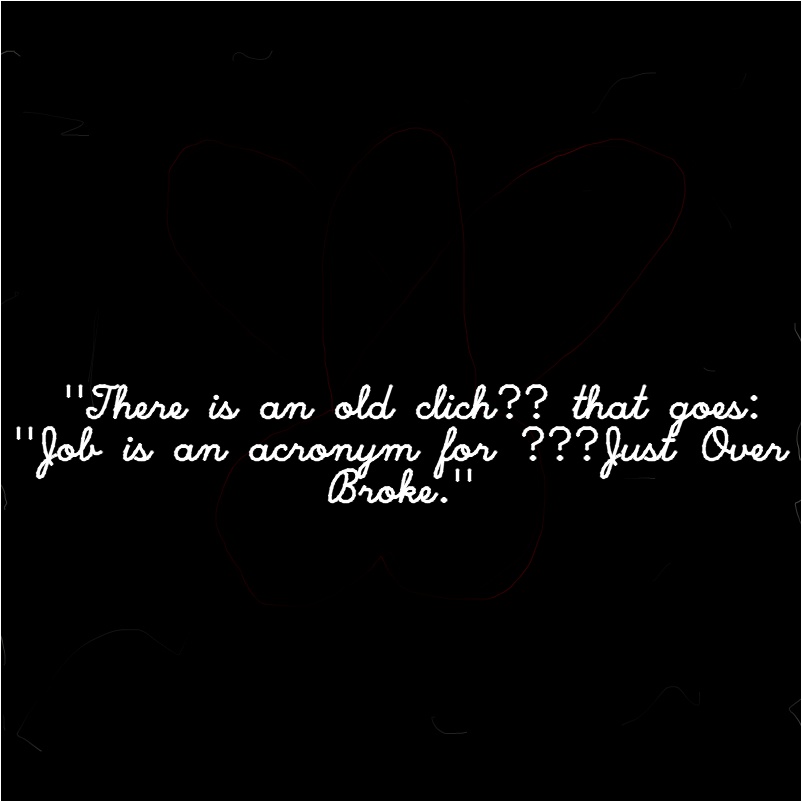 "There is an old clich?? that goes:
"Job is an acronym for ???Just Over
Broke."